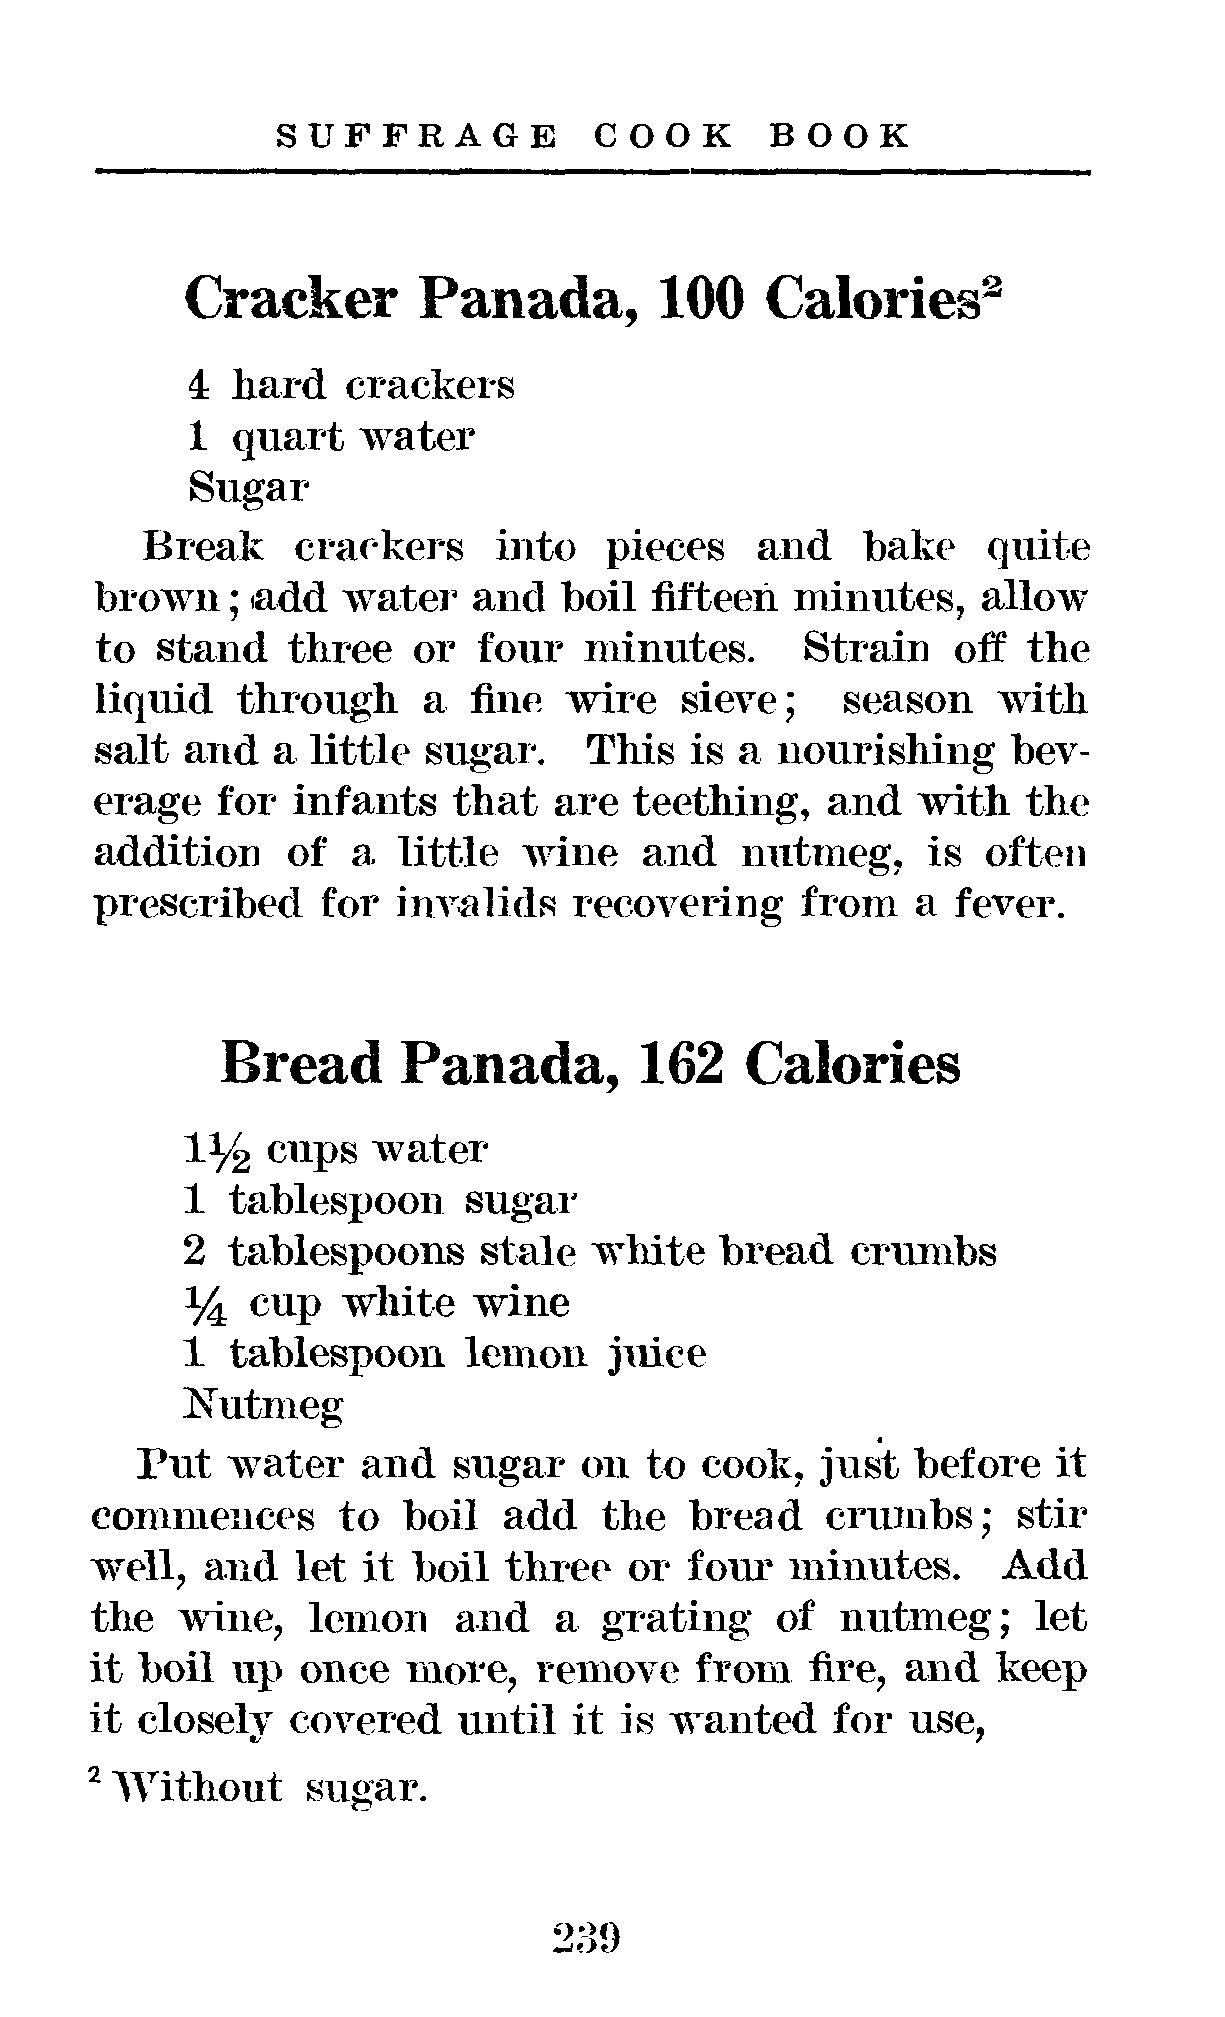 SUFFRAGE COOK BOOK
Cracker Panada, 100 Calories²
4 hard crackers
1 quart water
Sugar
Break crackers into pieces and bake quite
brown; add water and boil fifteen minutes, allow
to stand three or four minutes. Strain off the
liquid through a fine wire sieve; season with
salt and a little sugar. This is a nourishing bev-
erage for infants that are teething, and with the
addition of a little wine and nutmeg, is often
prescribed for invalids recovering from a fever.
Bread Panada, 162 Calories
1½ cups water
1 tablespoon sugar
2 tablespoons stale white bread crumbs
¼ cup white wine
1 tablespoon lemon juice
Nutmeg
Put water and sugar on to cook, just before it
commences to boil add the bread crumbs; stir
well, and let it boil three or four minutes. Add
the wine, lemon and a grating of nutmeg; let
it boil up once more, remove from fire, and keep
it closely covered until it is wanted for use,
² Without sugar.
239